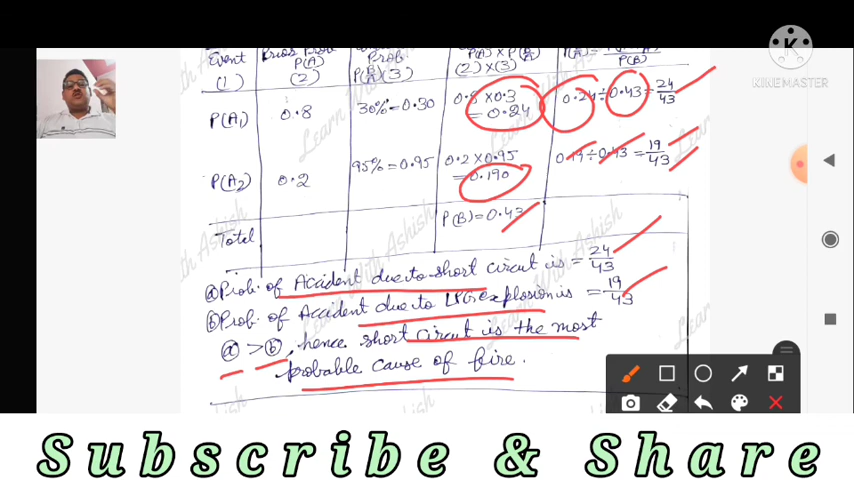 KINEMASTER
Event Prior Prob.
P(A) Prob. P(A) × P(B/A) P(B)
(1) (2) P(B/A) (3) (2)×(3)
P(A₁) 0.8 30%=0.30 0.8×0.3 0.24÷0.43=24/43
=0.24
P(A₂) 0.2 95%=0.95 0.2×0.95 0.19÷0.43=19/43
=0.190
P(B)=0.43
Total
ⓐ Prob. of Accident due to short circuit is = 24/43
ⓑ Prob. of Accident due to LPG explosion is = 19/43
ⓐ > ⓑ, hence short circuit is the most
probable cause of fire.
Learn With Ashish
Subscribe & Share